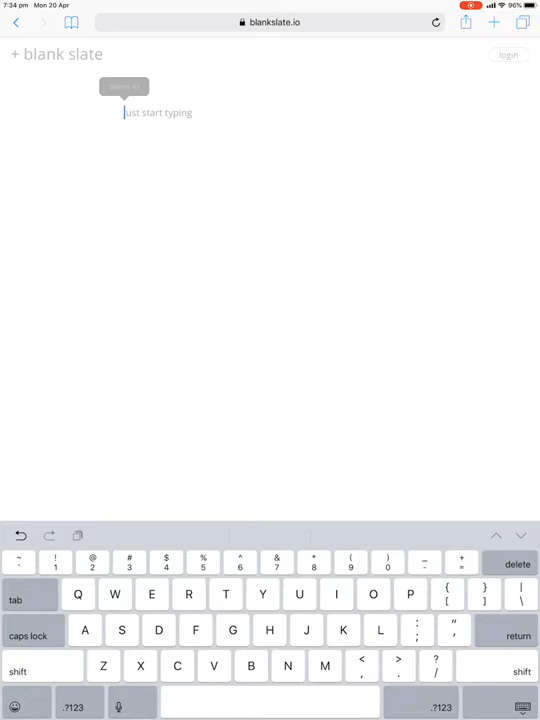 7:34 pm Mon 20 Apr
96%
blankslate.io
+ blank slate
login
just start typing
~ ! @ # $ % ^ & * ( ) _ +
` 1 2 3 4 5 6 7 8 9 0 - = delete
tab Q W E R T Y U I O P { [ } ] | \
caps lock A S D F G H J K L : ; " ' return
shift Z X C V B N M < , > . ? / shift
.?123 .?123